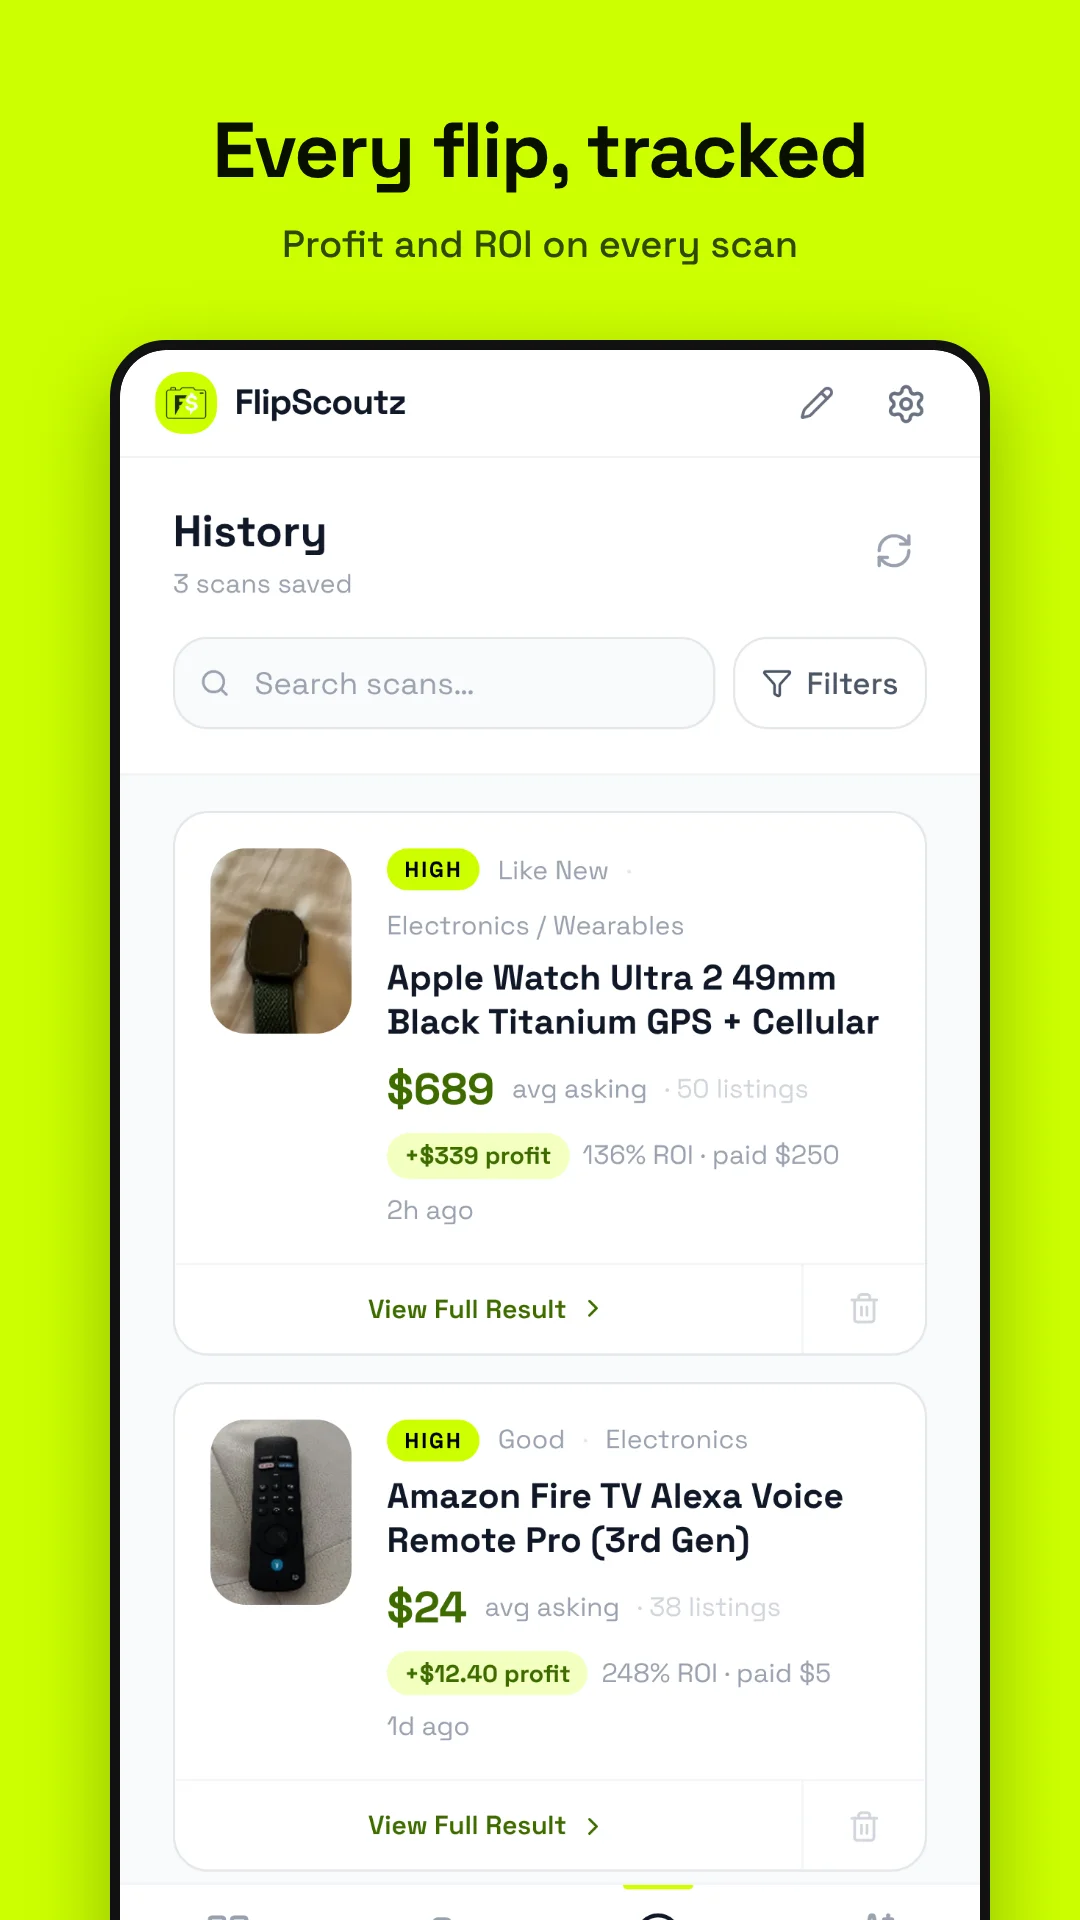 Every flip, tracked
Profit and ROI on every scan
F$
FlipScoutz
History
3 scans saved
Search scans...
Filters
HIGH Like New ·
Electronics / Wearables
Apple Watch Ultra 2 49mm
Black Titanium GPS + Cellular
$689 avg asking · 50 listings
+$339 profit 136% ROI · paid $250
2h ago
View Full Result
HIGH Good · Electronics
Amazon Fire TV Alexa Voice
Remote Pro (3rd Gen)
$24 avg asking · 38 listings
+$12.40 profit 248% ROI · paid $5
1d ago
View Full Result